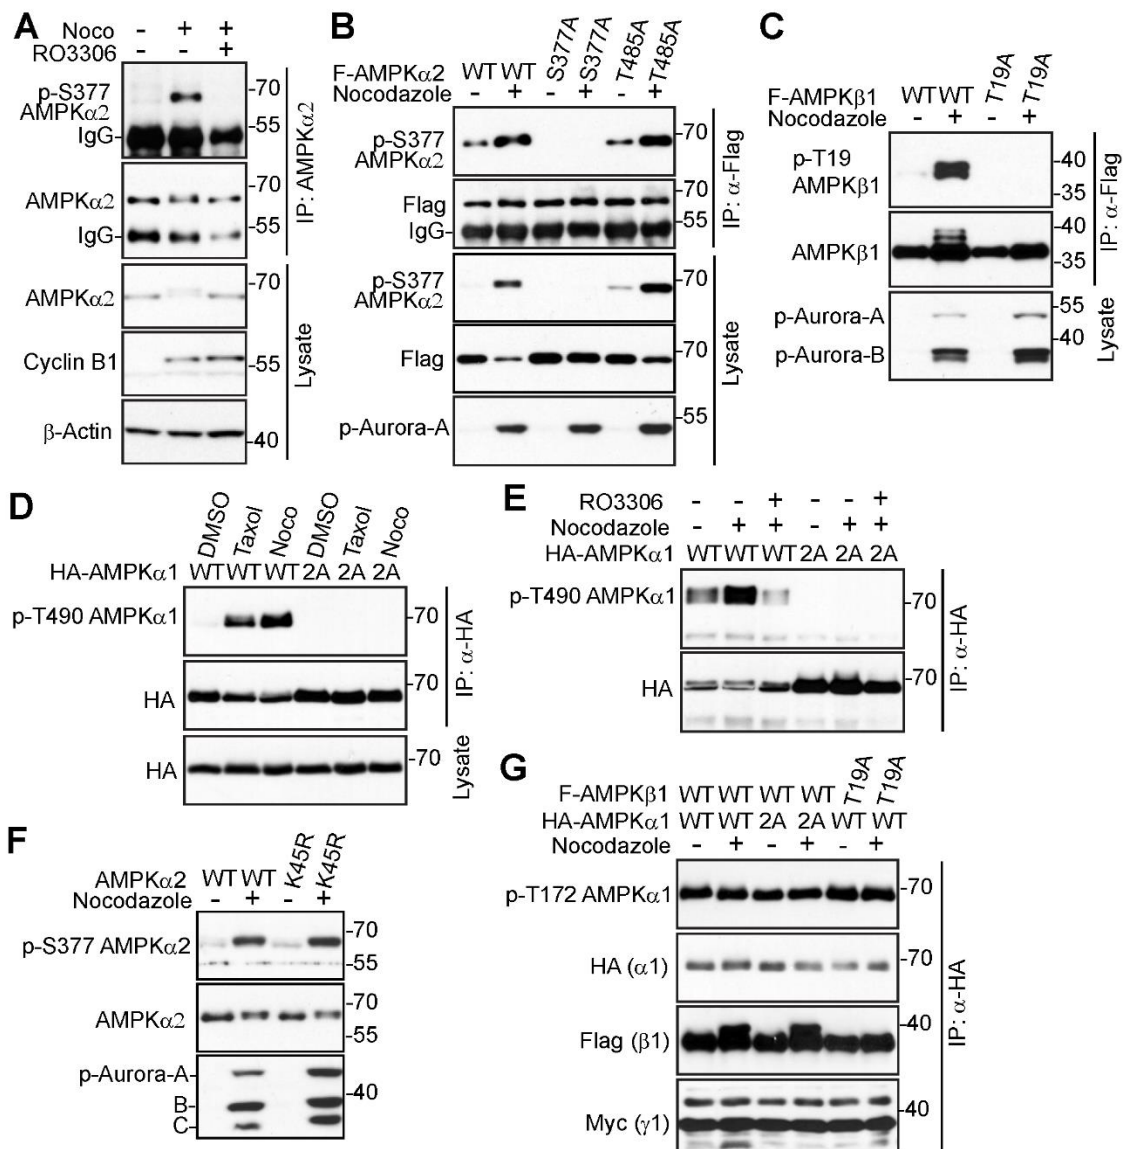 A
Noco - + +
RO3306 - - +
p-S377
AMPKα2
IgG-
-70
-55
IP: AMPKα2
AMPKα2
IgG-
-70
-55
AMPKα2
-70
Cyclin B1
-55
β-Actin
-40
Lysate
B
F-AMPKα2 WT WT S377A S377A T485A T485A
Nocodazole - + - + - +
p-S377
AMPKα2
-70
Flag
IgG-
-70
-55
IP: α-Flag
p-S377
AMPKα2
-70
Flag
-70
p-Aurora-A
-55
Lysate
C
F-AMPKβ1 WT WT T19A T19A
Nocodazole - + - +
p-T19
AMPKβ1
-40
-35
AMPKβ1
-40
-35
IP: α-Flag
p-Aurora-A
p-Aurora-B
-55
-40
Lysate
D
DMSO Taxol Noco DMSO Taxol Noco
HA-AMPKα1 WT WT WT 2A 2A 2A
p-T490 AMPKα1
-70
HA
-70
IP: α-HA
HA
-70
Lysate
E
RO3306 - - + - - +
Nocodazole - + + - + +
HA-AMPKα1 WT WT WT 2A 2A 2A
p-T490 AMPKα1
-70
HA
-70
IP: α-HA
F
AMPKα2 WT WT K45R K45R
Nocodazole - + - +
p-S377 AMPKα2
-70
-55
AMPKα2
-70
-55
p-Aurora-A-
B-
C-
-40
G
F-AMPKβ1 WT WT WT WT T19A T19A
HA-AMPKα1 WT WT 2A 2A WT WT
Nocodazole - + - + - +
p-T172 AMPKα1
-70
HA (α1)
-70
Flag (β1)
-40
Myc (γ1)
-40
IP: α-HA